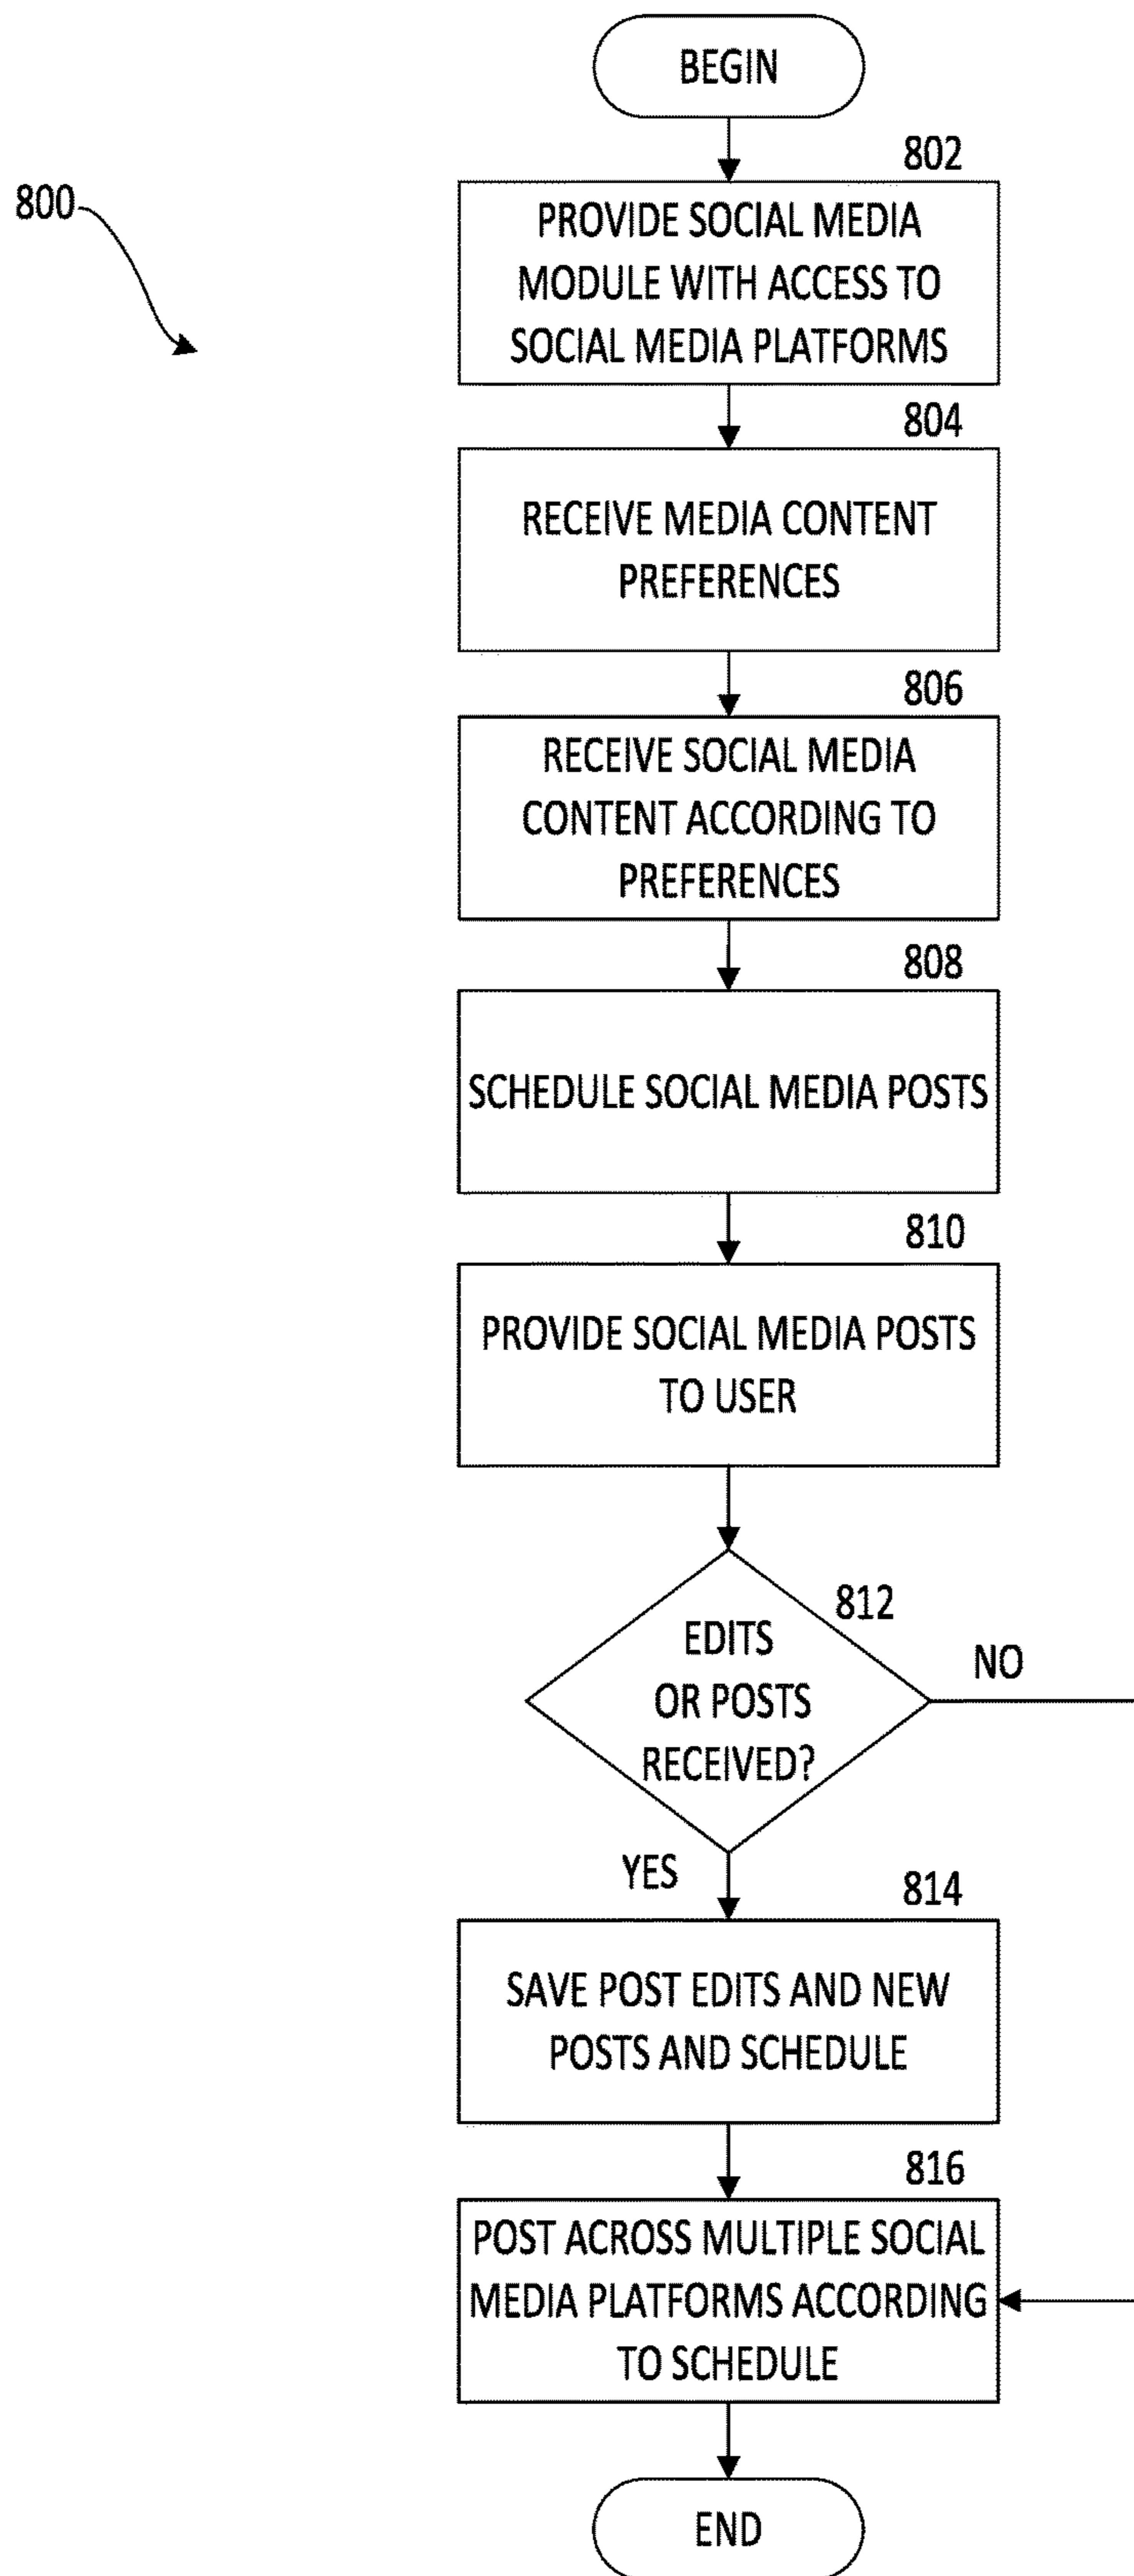 BEGIN
802
800
PROVIDE SOCIAL MEDIA
MODULE WITH ACCESS TO
SOCIAL MEDIA PLATFORMS
804
RECEIVE MEDIA CONTENT
PREFERENCES
806
RECEIVE SOCIAL MEDIA
CONTENT ACCORDING TO
PREFERENCES
808
SCHEDULE SOCIAL MEDIA POSTS
810
PROVIDE SOCIAL MEDIA POSTS
TO USER
812
EDITS
OR POSTS
RECEIVED?
NO
YES
814
SAVE POST EDITS AND NEW
POSTS AND SCHEDULE
816
POST ACROSS MULTIPLE SOCIAL
MEDIA PLATFORMS ACCORDING
TO SCHEDULE
END